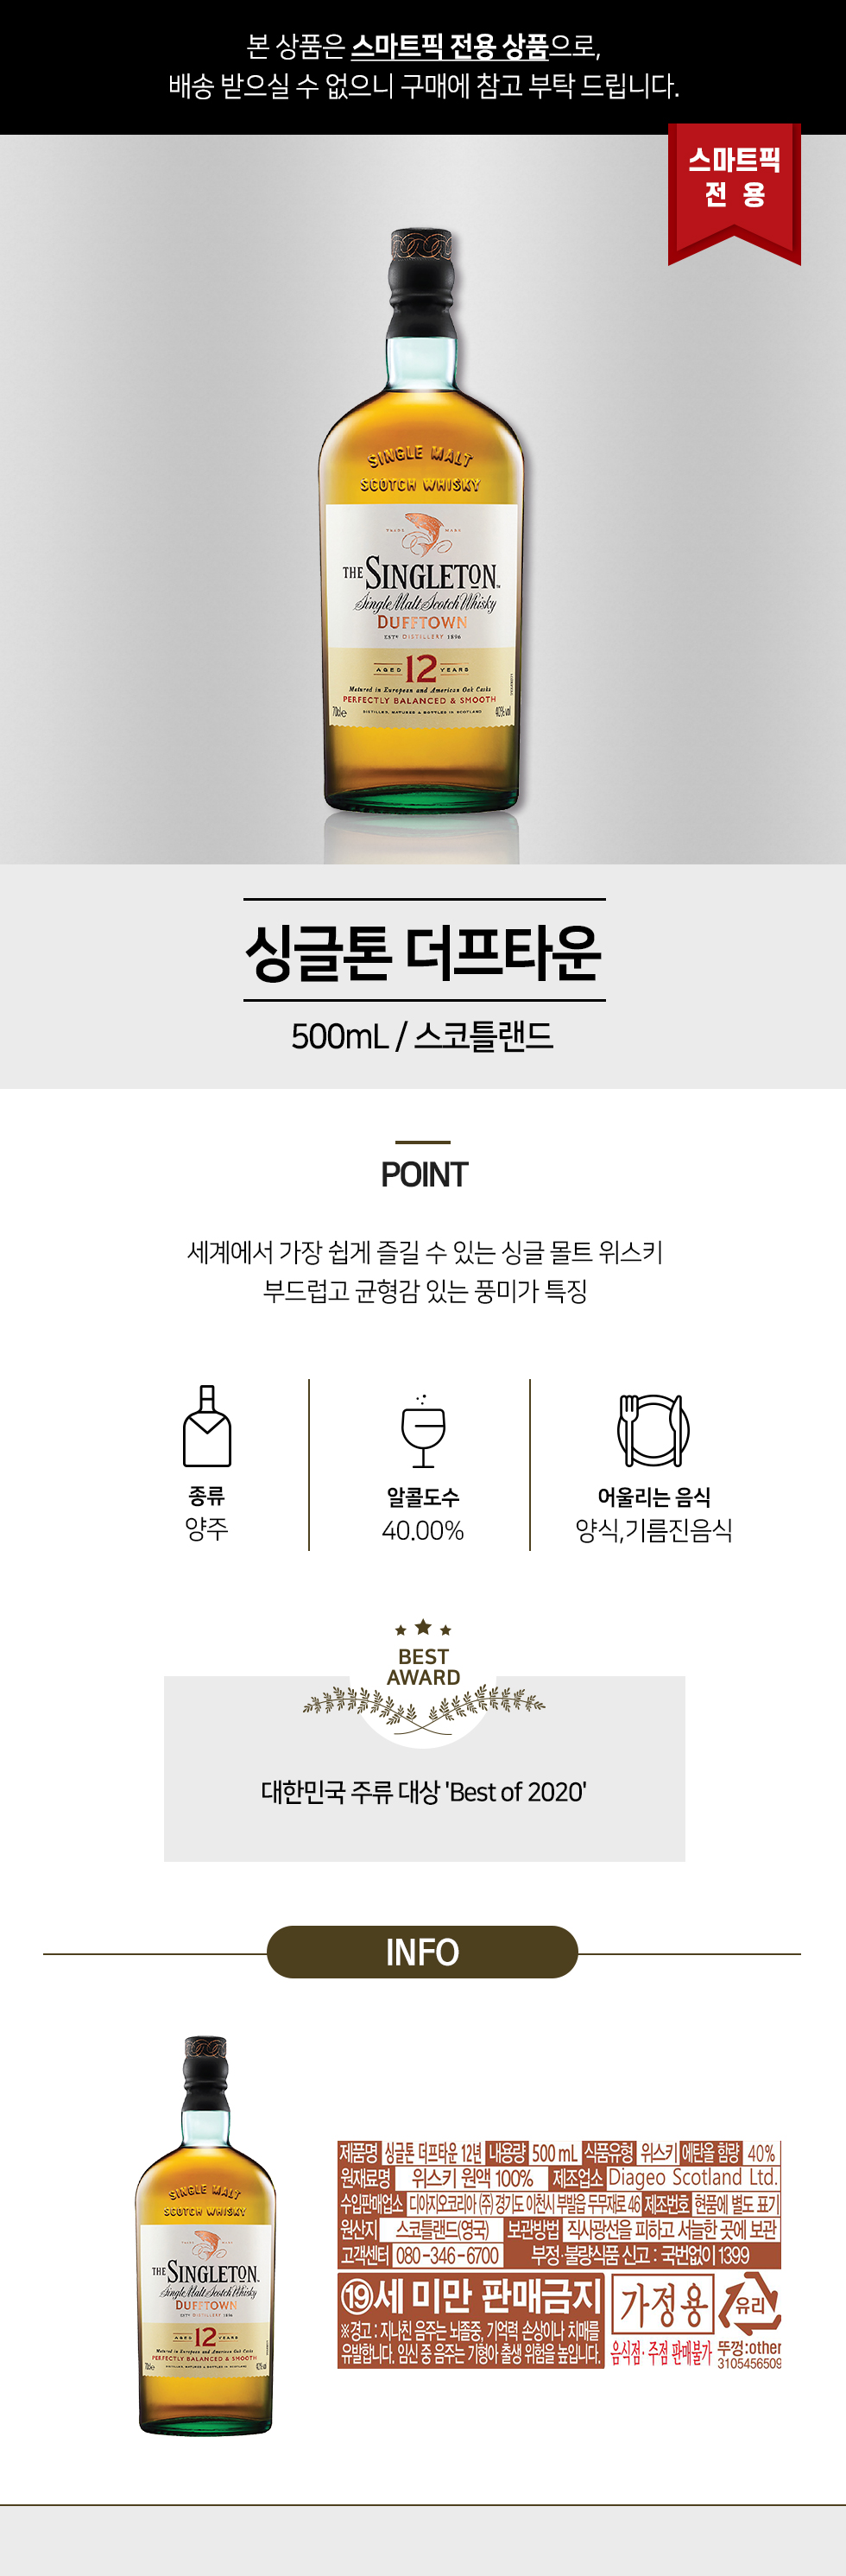 본 상품은 스마트픽 전용 상품으로,
배송 받으실 수 없으니 구매에 참고 부탁 드립니다.
스마트픽
전 용
SINGLE MALT
SCOTCH WHISKY
TRADE MARK
THE SINGLETON
Single Malt Scotch Whisky
DUFFTOWN
ESTD DISTILLERY 1896
AGED 12 YEARS
Matured in European and American Oak Casks
PERFECTLY BALANCED & SMOOTH
DISTILLED, MATURED & BOTTLED IN SCOTLAND
70cl e 40% vol
싱글톤 더프타운
500mL / 스코틀랜드
POINT
세계에서 가장 쉽게 즐길 수 있는 싱글 몰트 위스키
부드럽고 균형감 있는 풍미가 특징
종류
양주
알콜도수
40.00%
어울리는 음식
양식,기름진음식
BEST
AWARD
대한민국 주류 대상 'Best of 2020'
INFO
SINGLE MALT
SCOTCH WHISKY
THE SINGLETON
Single Malt Scotch Whisky
DUFFTOWN
ESTD DISTILLERY 1896
AGED 12 YEARS
Matured in European and American Oak Casks
PERFECTLY BALANCED & SMOOTH
DISTILLED, MATURED & BOTTLED IN SCOTLAND
제품명 싱글톤 더프타운 12년 내용량 500 mL 식품유형 위스키 에탄올 함량 40%
원재료명 위스키 원액 100% 제조업소 Diageo Scotland Ltd.
수입판매업소 디아지오코리아 (주) 경기도 이천시 부발읍 두무재로 46 제조번호 현품에 별도 표기
원산지 스코틀랜드(영국) 보관방법 직사광선을 피하고 서늘한 곳에 보관
고객센터 080-346-6700 부정·불량식품 신고 : 국번없이 1399
⑲세 미만 판매금지
※경고 : 지나친 음주는 뇌졸중, 기억력 손상이나 치매를
유발합니다. 임신 중 음주는 기형아 출생 위험을 높입니다.
가정용
음식점·주점 판매불가
유리
뚜껑:other
3105456509